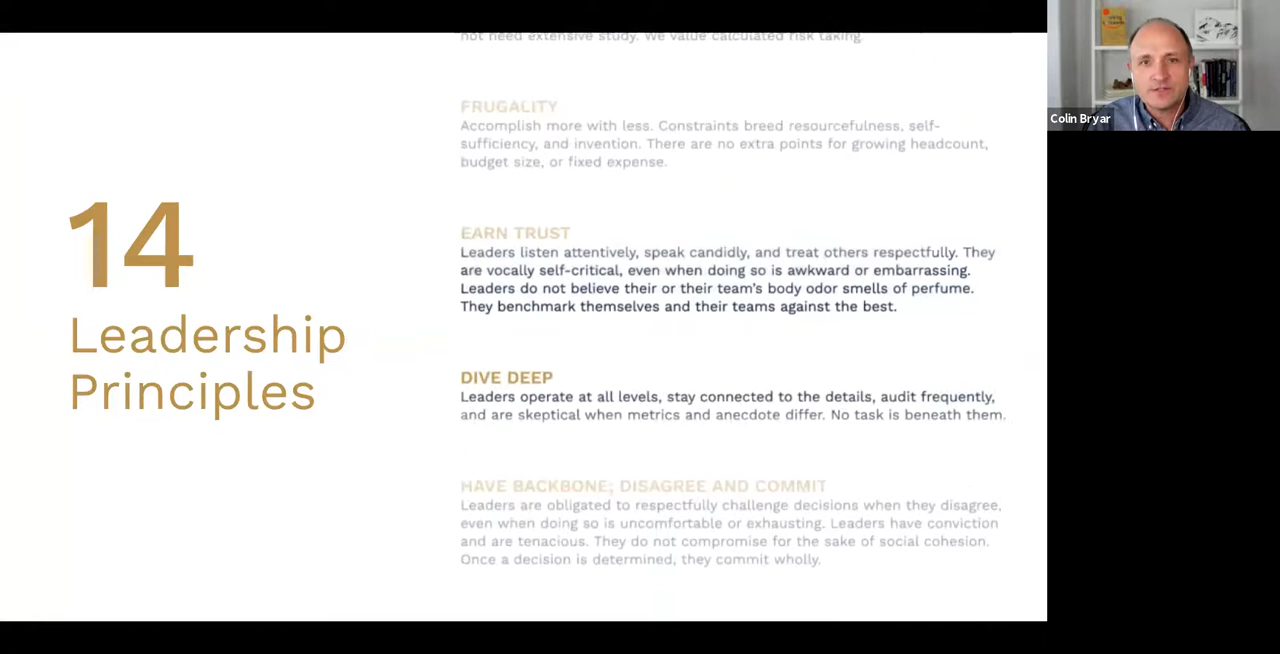 not need extensive study. We value calculated risk taking.
FRUGALITY
Accomplish more with less. Constraints breed resourcefulness, self-
sufficiency, and invention. There are no extra points for growing headcount,
budget size, or fixed expense.
14
Leadership
Principles
EARN TRUST
Leaders listen attentively, speak candidly, and treat others respectfully. They
are vocally self-critical, even when doing so is awkward or embarrassing.
Leaders do not believe their or their team's body odor smells of perfume.
They benchmark themselves and their teams against the best.
DIVE DEEP
Leaders operate at all levels, stay connected to the details, audit frequently,
and are skeptical when metrics and anecdote differ. No task is beneath them.
HAVE BACKBONE; DISAGREE AND COMMIT
Leaders are obligated to respectfully challenge decisions when they disagree,
even when doing so is uncomfortable or exhausting. Leaders have conviction
and are tenacious. They do not compromise for the sake of social cohesion.
Once a decision is determined, they commit wholly.
Colin Bryar